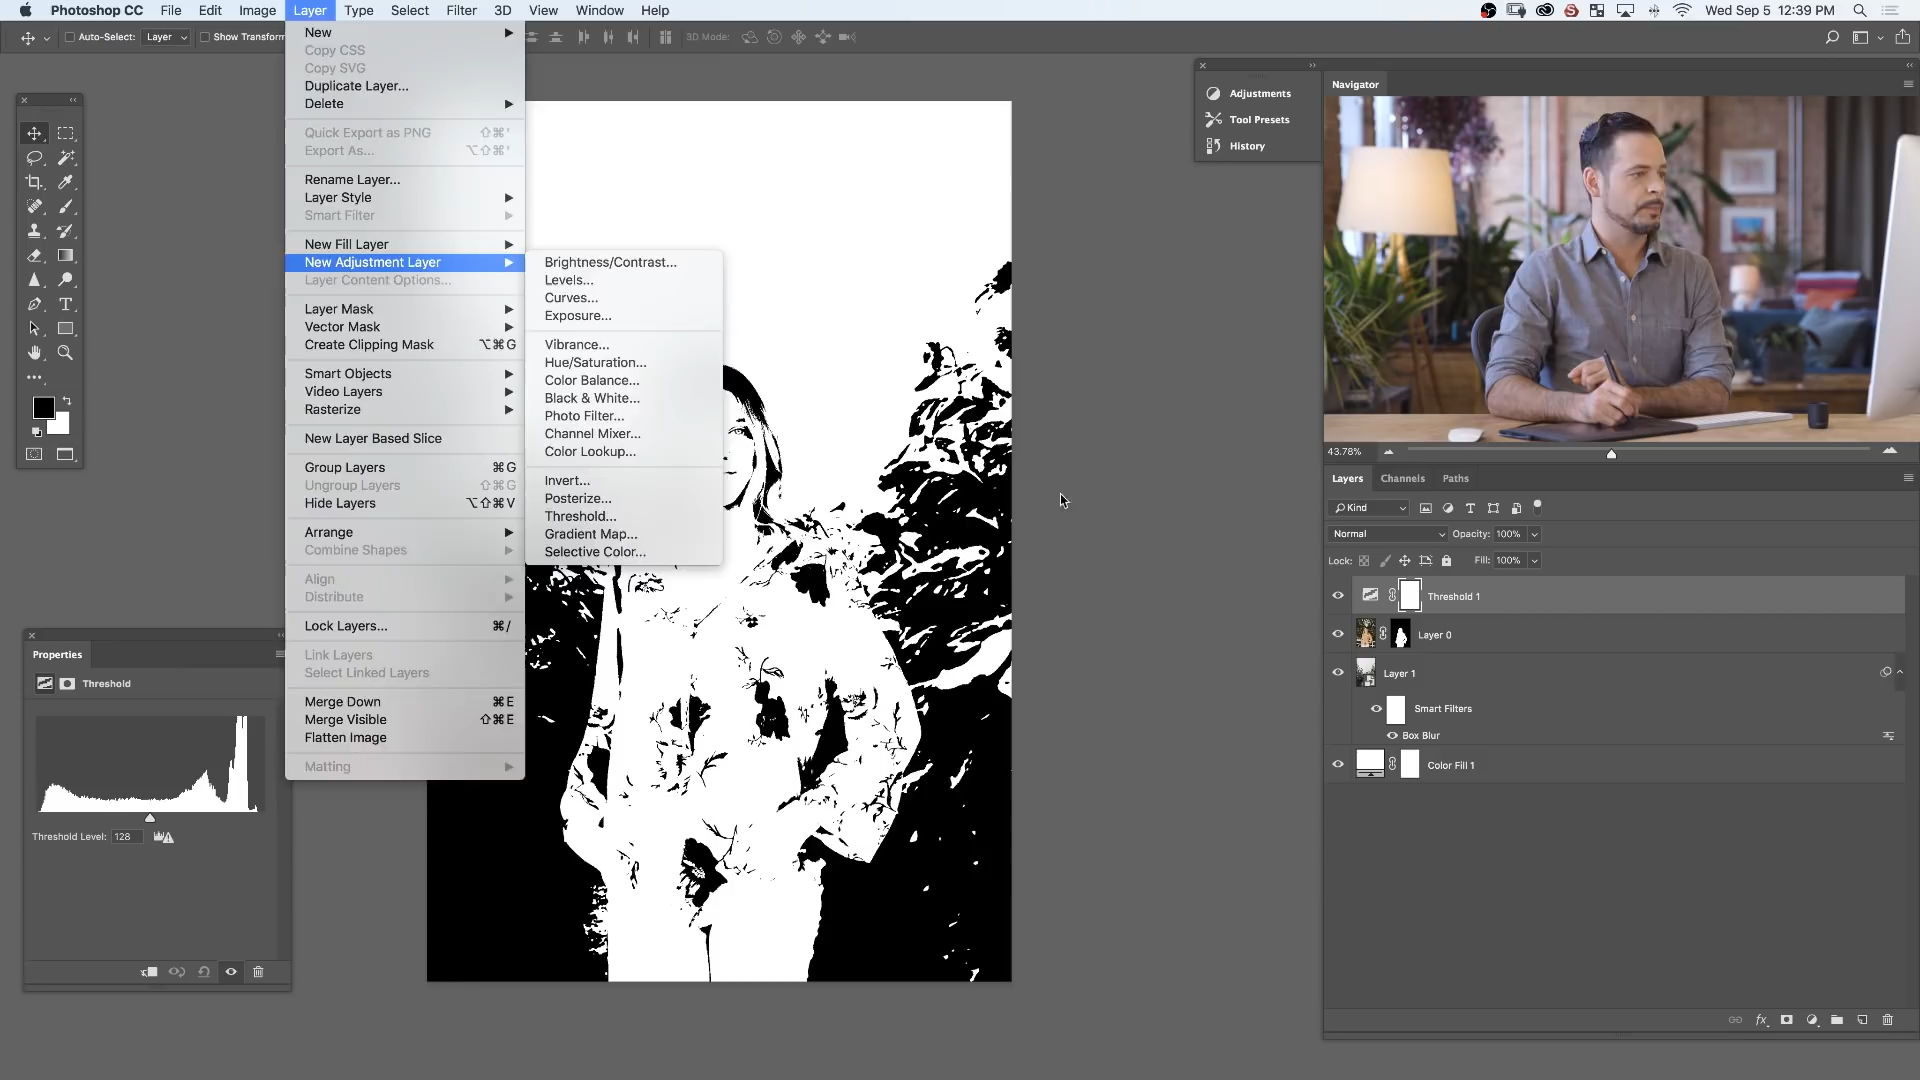 Photoshop CC File Edit Image Layer Type Select Filter 3D View Window Help Wed Sep 5 12:39 PM
Auto-Select: Layer Show Transform 3D Mode:
New
Copy CSS
Copy SVG
Duplicate Layer...
Delete
Quick Export as PNG ⇧⌘'
Export As... ⌥⇧⌘'
Rename Layer...
Layer Style
Smart Filter
New Fill Layer
New Adjustment Layer
Layer Content Options...
Layer Mask
Vector Mask
Create Clipping Mask ⌥⌘G
Smart Objects
Video Layers
Rasterize
New Layer Based Slice
Group Layers ⌘G
Ungroup Layers ⇧⌘G
Hide Layers ⌥⇧⌘V
Arrange
Combine Shapes
Align
Distribute
Lock Layers... ⌘/
Link Layers
Select Linked Layers
Merge Down ⌘E
Merge Visible ⇧⌘E
Flatten Image
Matting
Brightness/Contrast...
Levels...
Curves...
Exposure...
Vibrance...
Hue/Saturation...
Color Balance...
Black & White...
Photo Filter...
Channel Mixer...
Color Lookup...
Invert...
Posterize...
Threshold...
Gradient Map...
Selective Color...
Properties
Threshold
Threshold Level: 128
Adjustments
Tool Presets
History
Navigator
43.78%
Layers Channels Paths
Kind
Normal Opacity: 100%
Lock: Fill: 100%
Threshold 1
Layer 0
Layer 1
Smart Filters
Box Blur
Color Fill 1